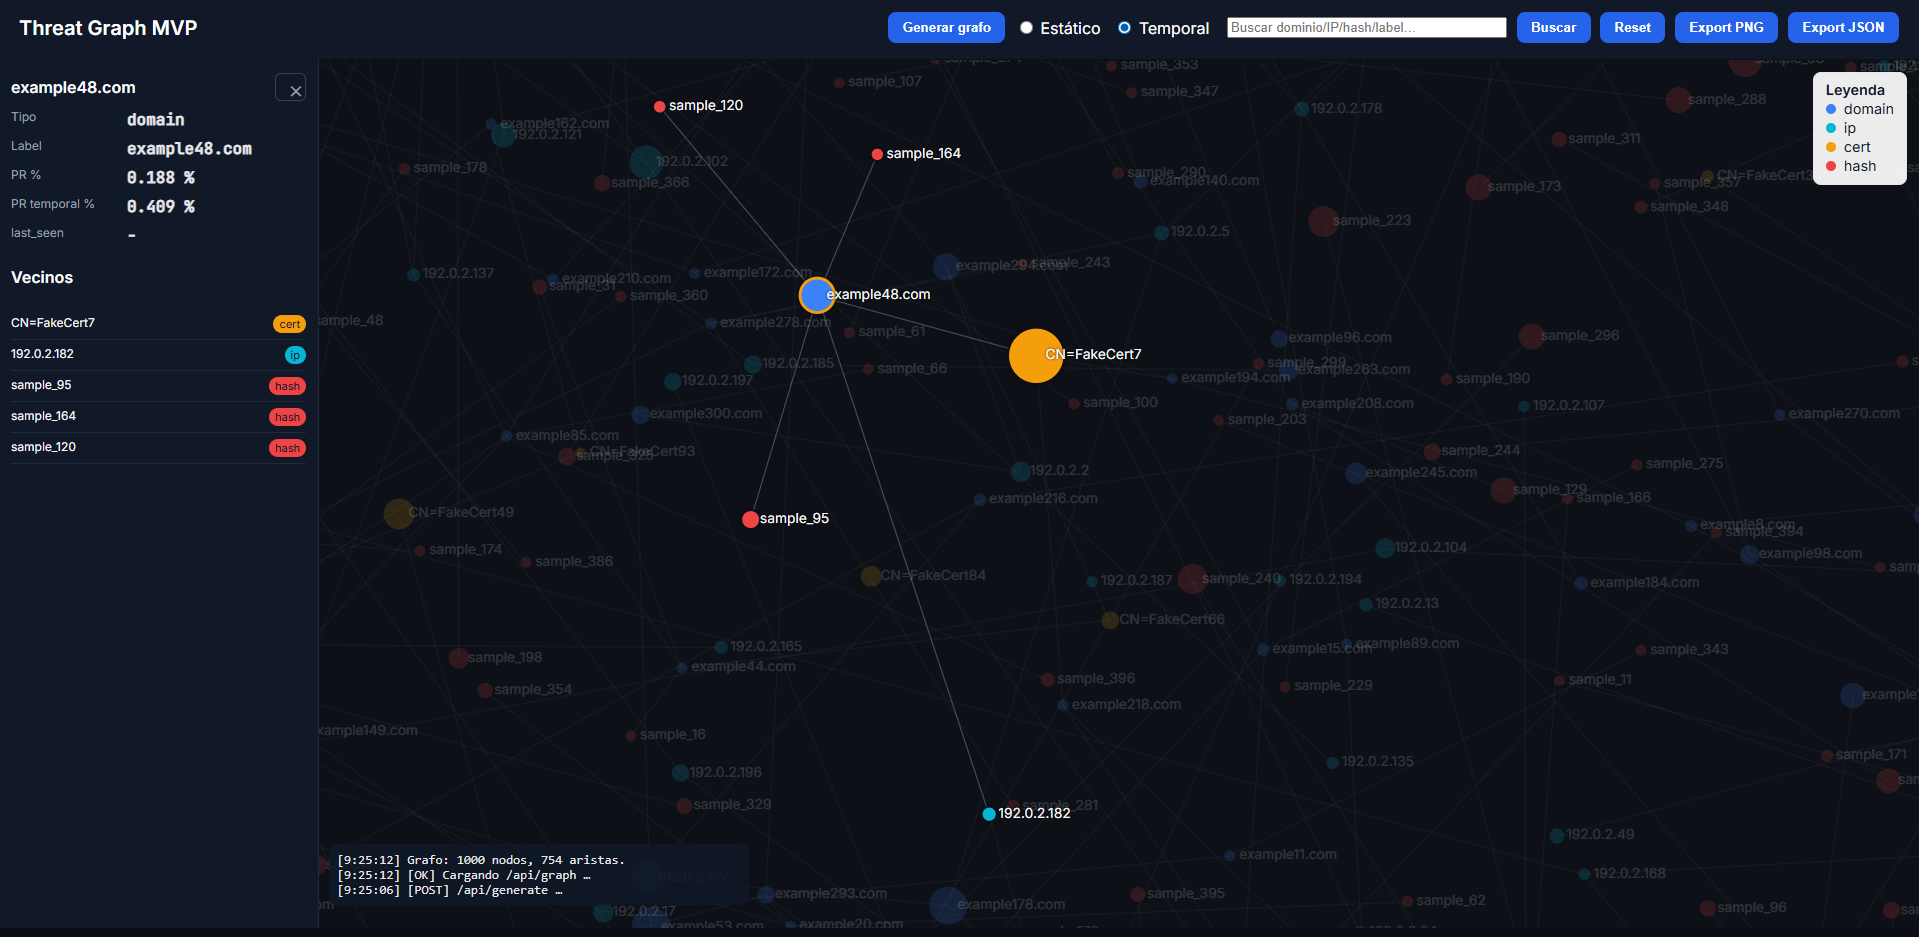 Threat Graph MVP
Generar grafo
Estático
Temporal
Buscar dominio/IP/hash/label...
Buscar
Reset
Export PNG
Export JSON
example48.com
Tipo domain
Label example48.com
PR % 0.188 %
PR temporal % 0.409 %
last_seen -
Vecinos
CN=FakeCert7 cert
192.0.2.182 ip
sample_95 hash
sample_164 hash
sample_120 hash
Leyenda
domain
ip
cert
hash
sample_353
sample_107
sample_347
sample_288
192.0.2.178
sample_120
example162.com
192.0.2.121
sample_311
sample_164
192.0.2.102
sample_178
sample_290
example140.com
sample_366
sample_173
sample_357
sample_348
sample_223
192.0.2.5
example294.com
sample_243
192.0.2.137
example172.com
example210.com
sample_31
sample_360
example48.com
ample_48
example278.com
sample_61
sample_296
example96.com
CN=FakeCert7
192.0.2.185
sample_66
sample_299
example263.com
192.0.2.197
example194.com
sample_190
sample_100
example208.com
192.0.2.107
example300.com
sample_203
example270.com
example85.com
CN=FakeCert93
sample_325
sample_244
192.0.2.2
example245.com
sample_275
example216.com
sample_129
sample_166
CN=FakeCert49
sample_95
example8.com
sample_394
sample_174
192.0.2.104
example98.com
sample_386
CN=FakeCert84
192.0.2.187
sample_240
192.0.2.194
example184.com
192.0.2.13
CN=FakeCert66
192.0.2.165
example15.com
example89.com
sample_343
sample_198
example44.com
sample_396
sample_229
sample_11
sample_354
example218.com
xample149.com
sample_16
sample_171
192.0.2.135
192.0.2.196
sample_329
sample_281
192.0.2.182
192.0.2.49
example11.com
192.0.2.168
[9:25:12] Grafo: 1000 nodos, 754 aristas.
[9:25:12] [OK] Cargando /api/graph …
[9:25:06] [POST] /api/generate …
example293.com
sample_395
sample_62
example178.com
sample_96
192.0.2.17
example53.com
example20.com